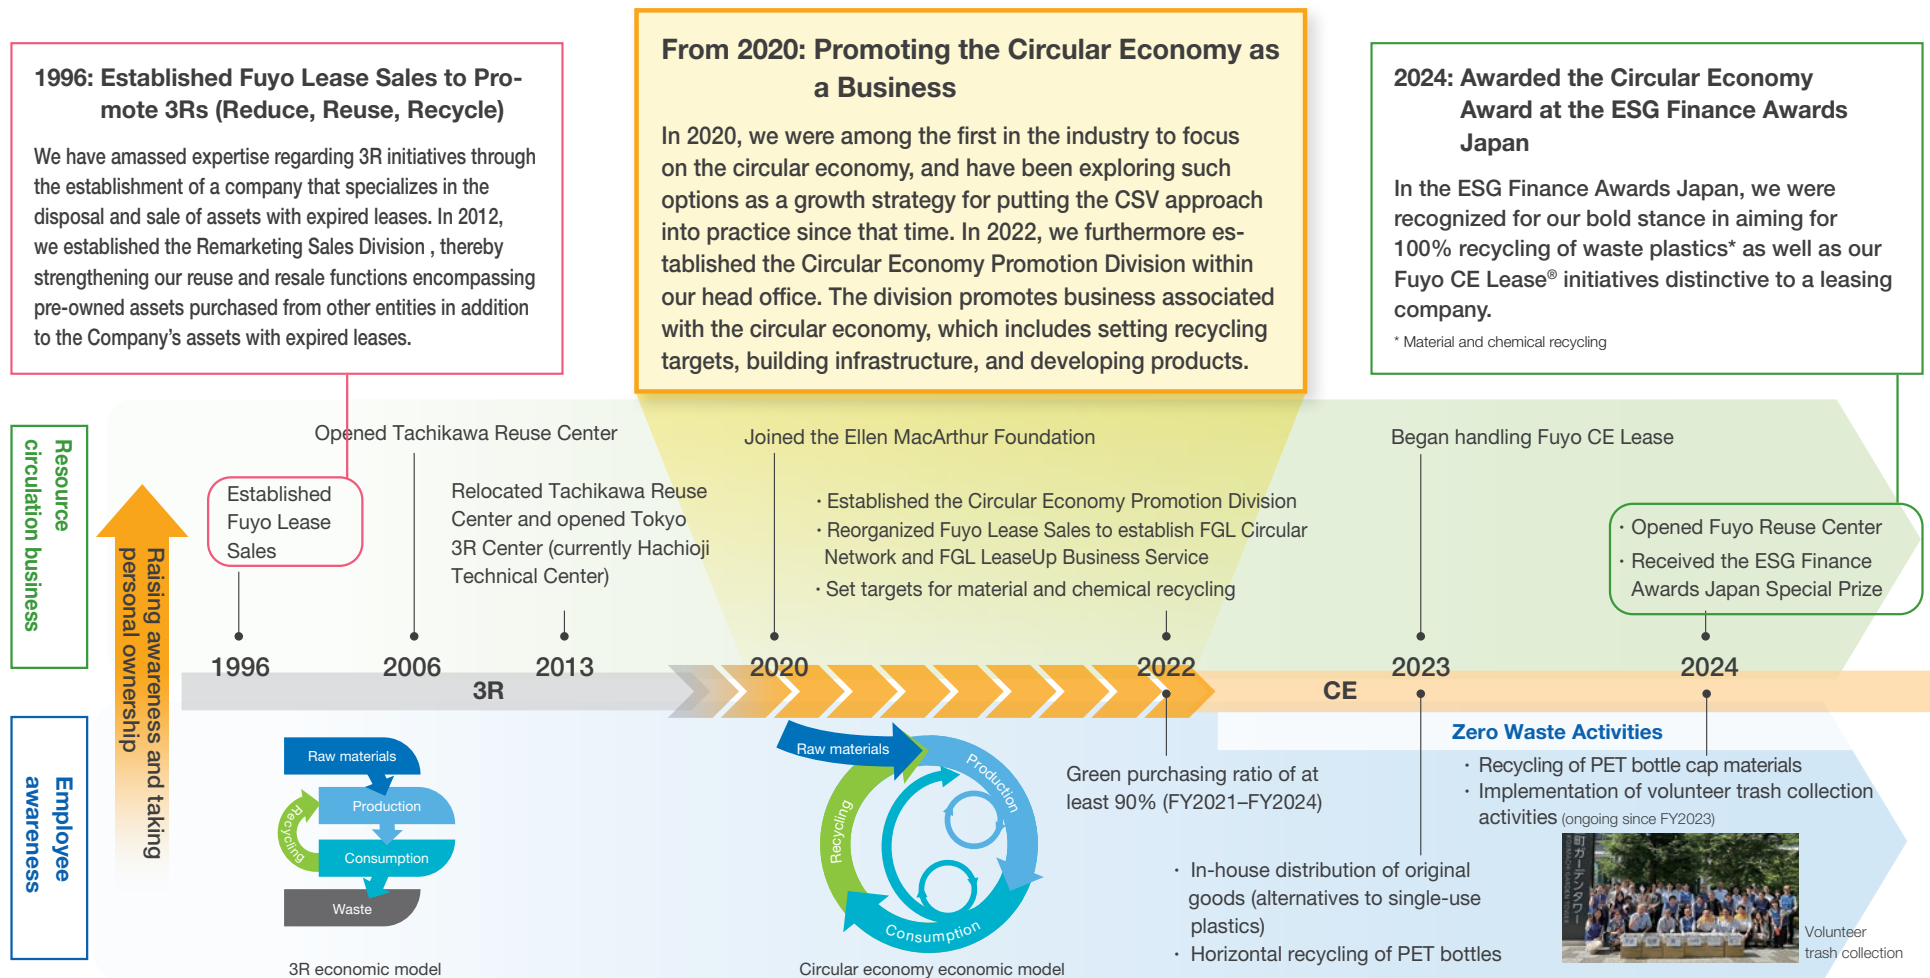 1996: Established Fuyo Lease Sales to Pro-
mote 3Rs (Reduce, Reuse, Recycle)
We have amassed expertise regarding 3R initiatives through
the establishment of a company that specializes in the
disposal and sale of assets with expired leases. In 2012,
we established the Remarketing Sales Division , thereby
strengthening our reuse and resale functions encompassing
pre-owned assets purchased from other entities in addition
to the Company’s assets with expired leases.
From 2020: Promoting the Circular Economy as
a Business
In 2020, we were among the first in the industry to focus
on the circular economy, and have been exploring such
options as a growth strategy for putting the CSV approach
into practice since that time. In 2022, we furthermore es-
tablished the Circular Economy Promotion Division within
our head office. The division promotes business associated
with the circular economy, which includes setting recycling
targets, building infrastructure, and developing products.
2024: Awarded the Circular Economy
Award at the ESG Finance Awards
Japan
In the ESG Finance Awards Japan, we were
recognized for our bold stance in aiming for
100% recycling of waste plastics* as well as our
Fuyo CE Lease® initiatives distinctive to a leasing
company.
* Material and chemical recycling
Resource
circulation business
Raising awareness and taking
personal ownership
Established
Fuyo Lease
Sales
Opened Tachikawa Reuse Center
Relocated Tachikawa Reuse
Center and opened Tokyo
3R Center (currently Hachioji
Technical Center)
Joined the Ellen MacArthur Foundation
· Established the Circular Economy Promotion Division
· Reorganized Fuyo Lease Sales to establish FGL Circular
Network and FGL LeaseUp Business Service
· Set targets for material and chemical recycling
Began handling Fuyo CE Lease
· Opened Fuyo Reuse Center
· Received the ESG Finance
Awards Japan Special Prize
1996
2006
2013
2020
2022
2023
2024
3R
CE
Employee
awareness
Raw materials
Production
Recycling
Consumption
Waste
3R economic model
Raw materials
Production
Recycling
Consumption
Circular economy economic model
Green purchasing ratio of at
least 90% (FY2021–FY2024)
· In-house distribution of original
goods (alternatives to single-use
plastics)
· Horizontal recycling of PET bottles
Zero Waste Activities
· Recycling of PET bottle cap materials
· Implementation of volunteer trash collection
activities (ongoing since FY2023)
町ガーデンタワー
Volunteer
trash collection